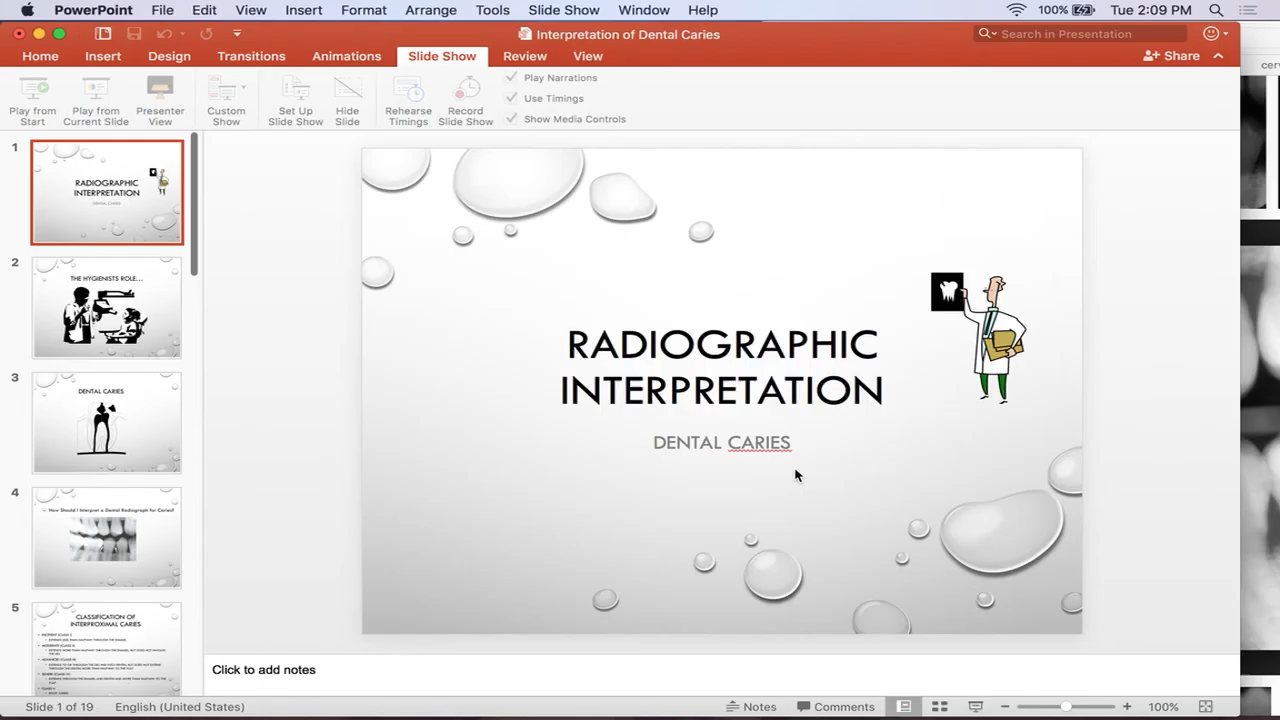 PowerPoint File Edit View Insert Format Arrange Tools Slide Show Window Help 100% Tue 2:09 PM
Interpretation of Dental Caries Search in Presentation
Home Insert Design Transitions Animations Slide Show Review View Share
Play from Start
Play from Current Slide
Presenter View
Custom Show
Set Up Slide Show
Hide Slide
Rehearse Timings
Record Slide Show
Play Narrations
Use Timings
Show Media Controls
1
RADIOGRAPHIC
INTERPRETATION
DENTAL CARIES
2
THE HYGIENISTS ROLE...
3
DENTAL CARIES
4
How Should I Interpret a Dental Radiograph for Caries?
5
CLASSIFICATION OF
INTERPROXIMAL CARIES
RADIOGRAPHIC
INTERPRETATION
DENTAL CARIES
Click to add notes
Slide 1 of 19 English (United States) Notes Comments 100%